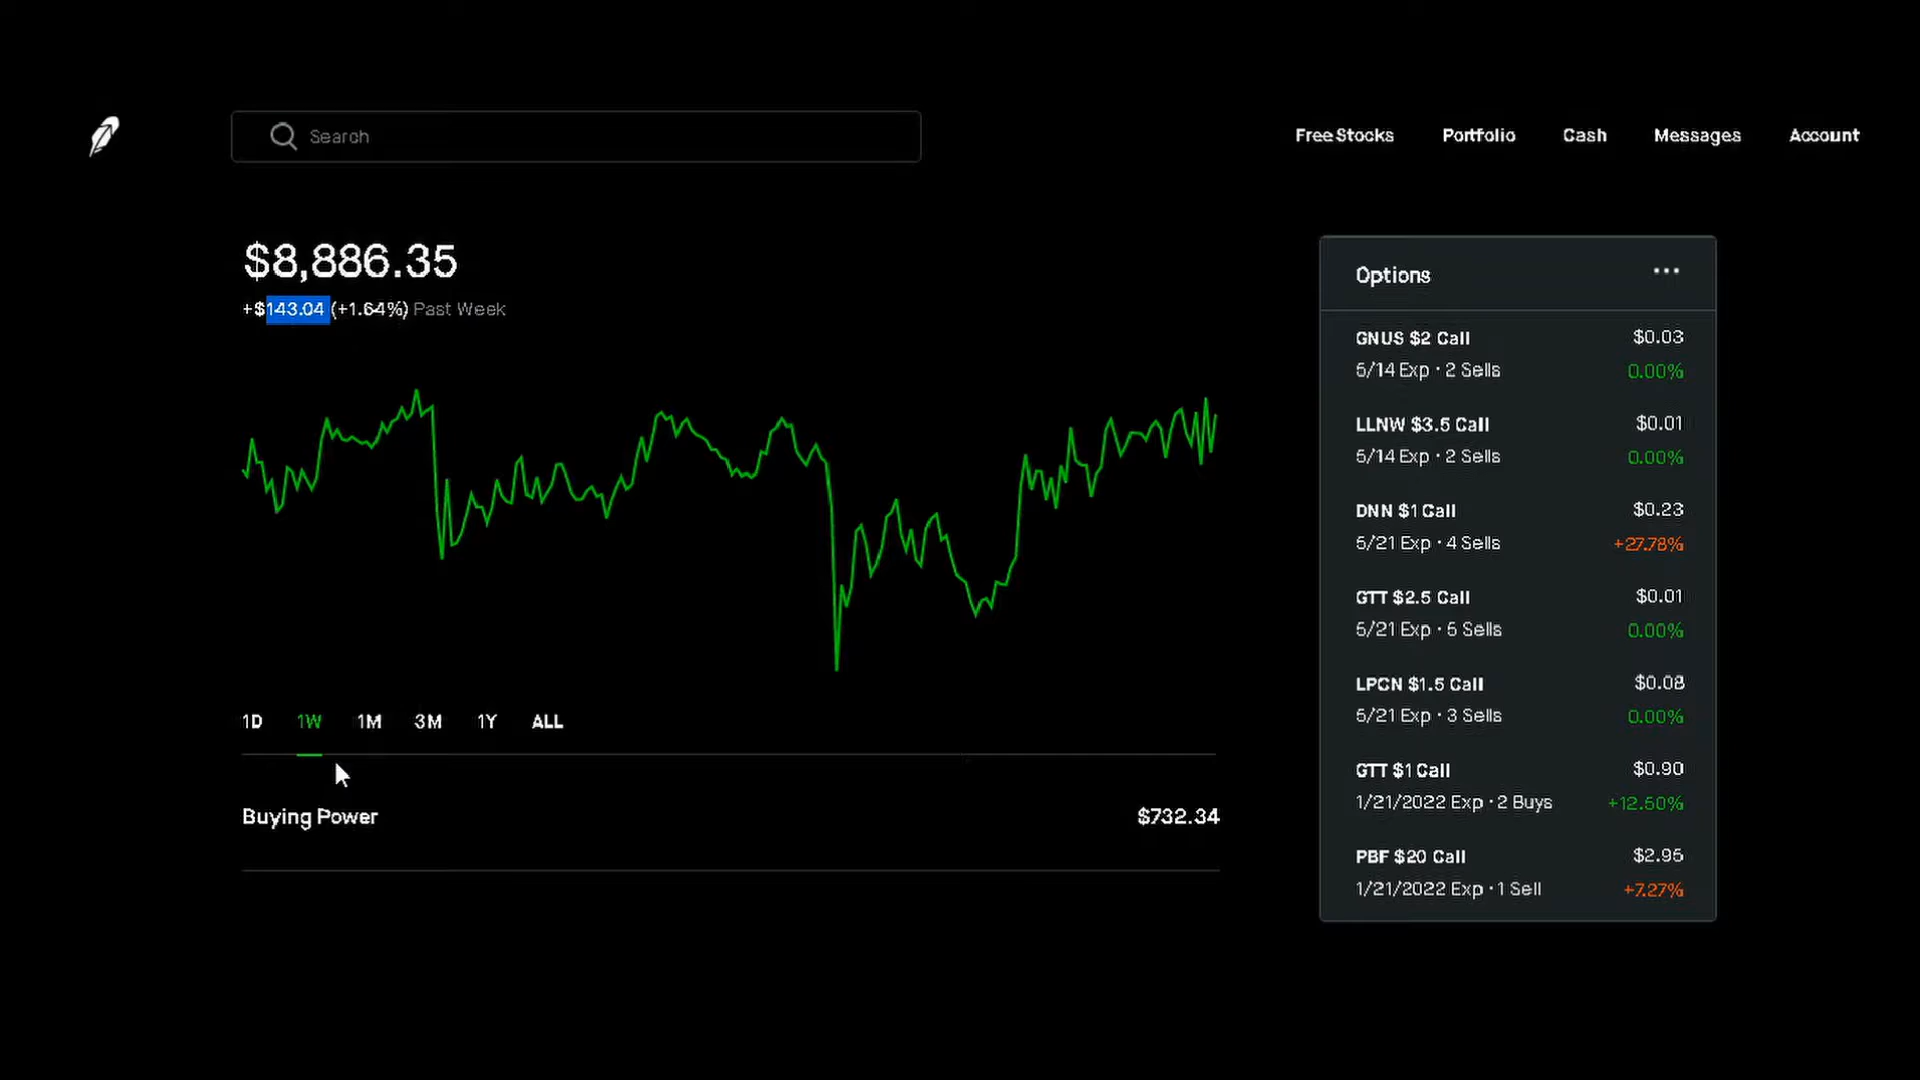 Search
Free Stocks Portfolio Cash Messages Account
$8,886.35
+$143.04 (+1.64%) Past Week
1D 1W 1M 3M 1Y ALL
Buying Power $732.34
Options
GNUS $2 Call $0.03
5/14 Exp · 2 Sells 0.00%
LLNW $3.5 Call $0.01
5/14 Exp · 2 Sells 0.00%
DNN $1 Call $0.23
5/21 Exp · 4 Sells +27.78%
GTT $2.5 Call $0.01
5/21 Exp · 5 Sells 0.00%
LPCN $1.5 Call $0.08
5/21 Exp · 3 Sells 0.00%
GTT $1 Call $0.90
1/21/2022 Exp · 2 Buys +12.50%
PBF $20 Call $2.95
1/21/2022 Exp · 1 Sell +7.27%